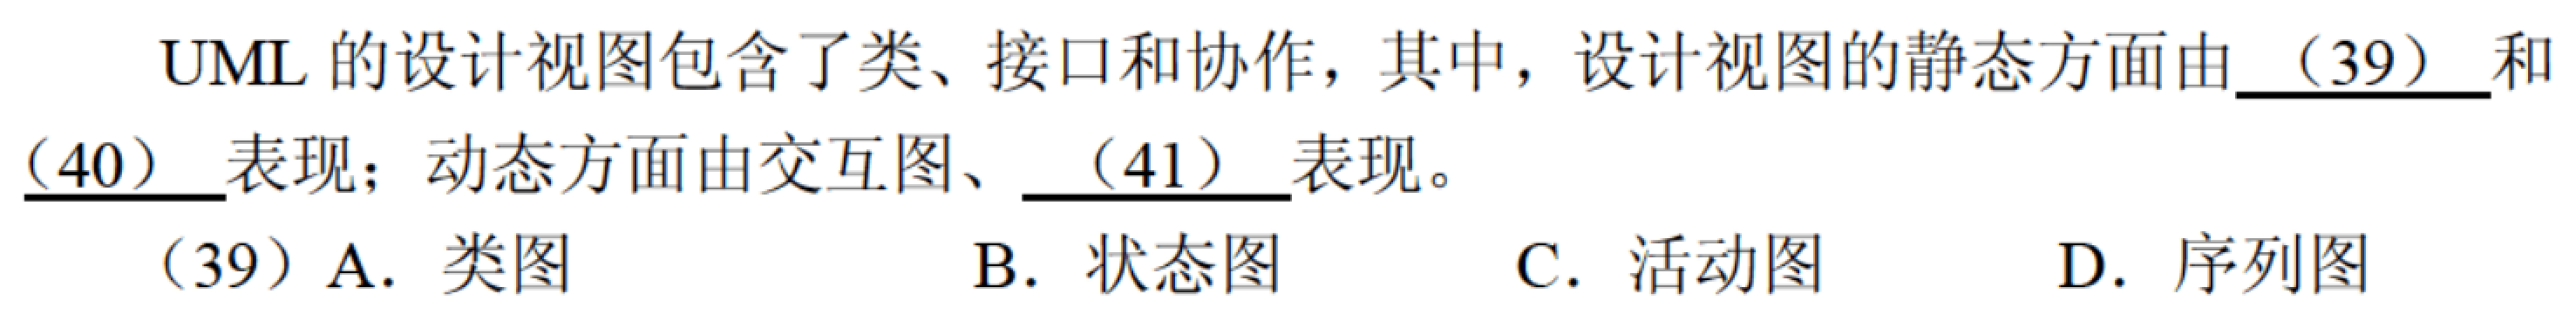 UML 的设计视图包含了类、接口和协作，其中，设计视图的静态方面由 （39） 和
（40） 表现；动态方面由交互图、 （41） 表现。
（39）A．类图 B．状态图 C．活动图 D．序列图